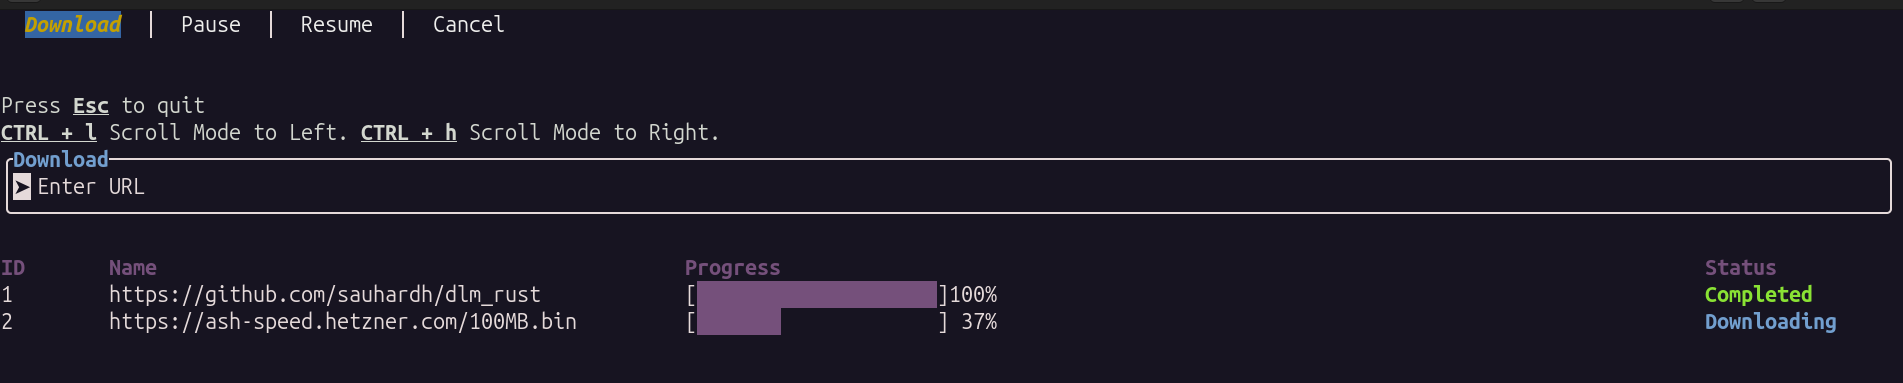 Download | Pause | Resume | Cancel
Press Esc to quit
CTRL + l Scroll Mode to Left. CTRL + h Scroll Mode to Right.
Download
➤ Enter URL
ID Name Progress Status
1 https://github.com/sauhardh/dlm_rust [ ]100% Completed
2 https://ash-speed.hetzner.com/100MB.bin [ ] 37% Downloading